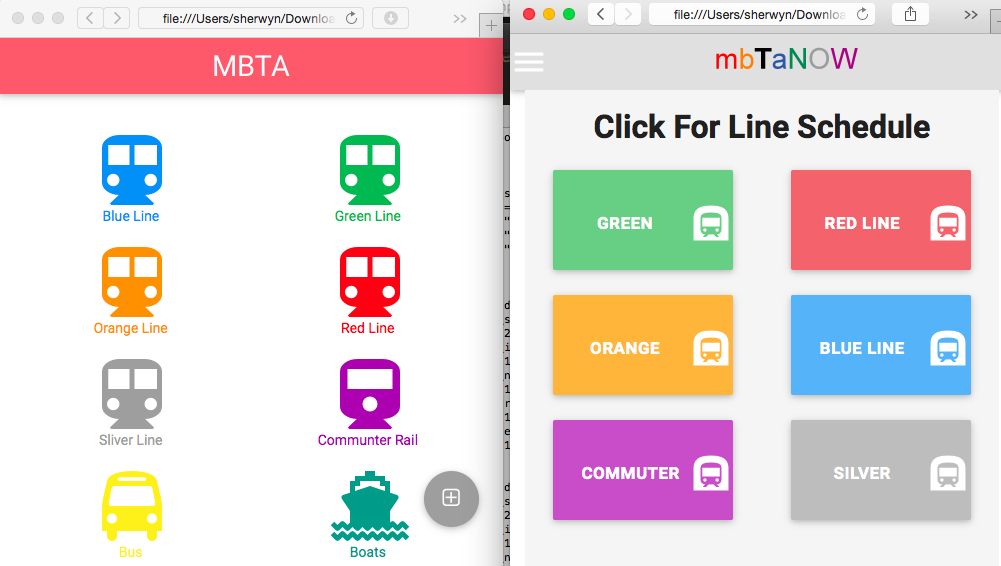 file:///Users/sherwyn/Downloa
MBTA
Blue Line
Green Line
Orange Line
Red Line
Sliver Line
Communter Rail
Bus
Boats
file:///Users/sherwyn/Downloa
mbTaNOW
Click For Line Schedule
GREEN
RED LINE
ORANGE
BLUE LINE
COMMUTER
SILVER